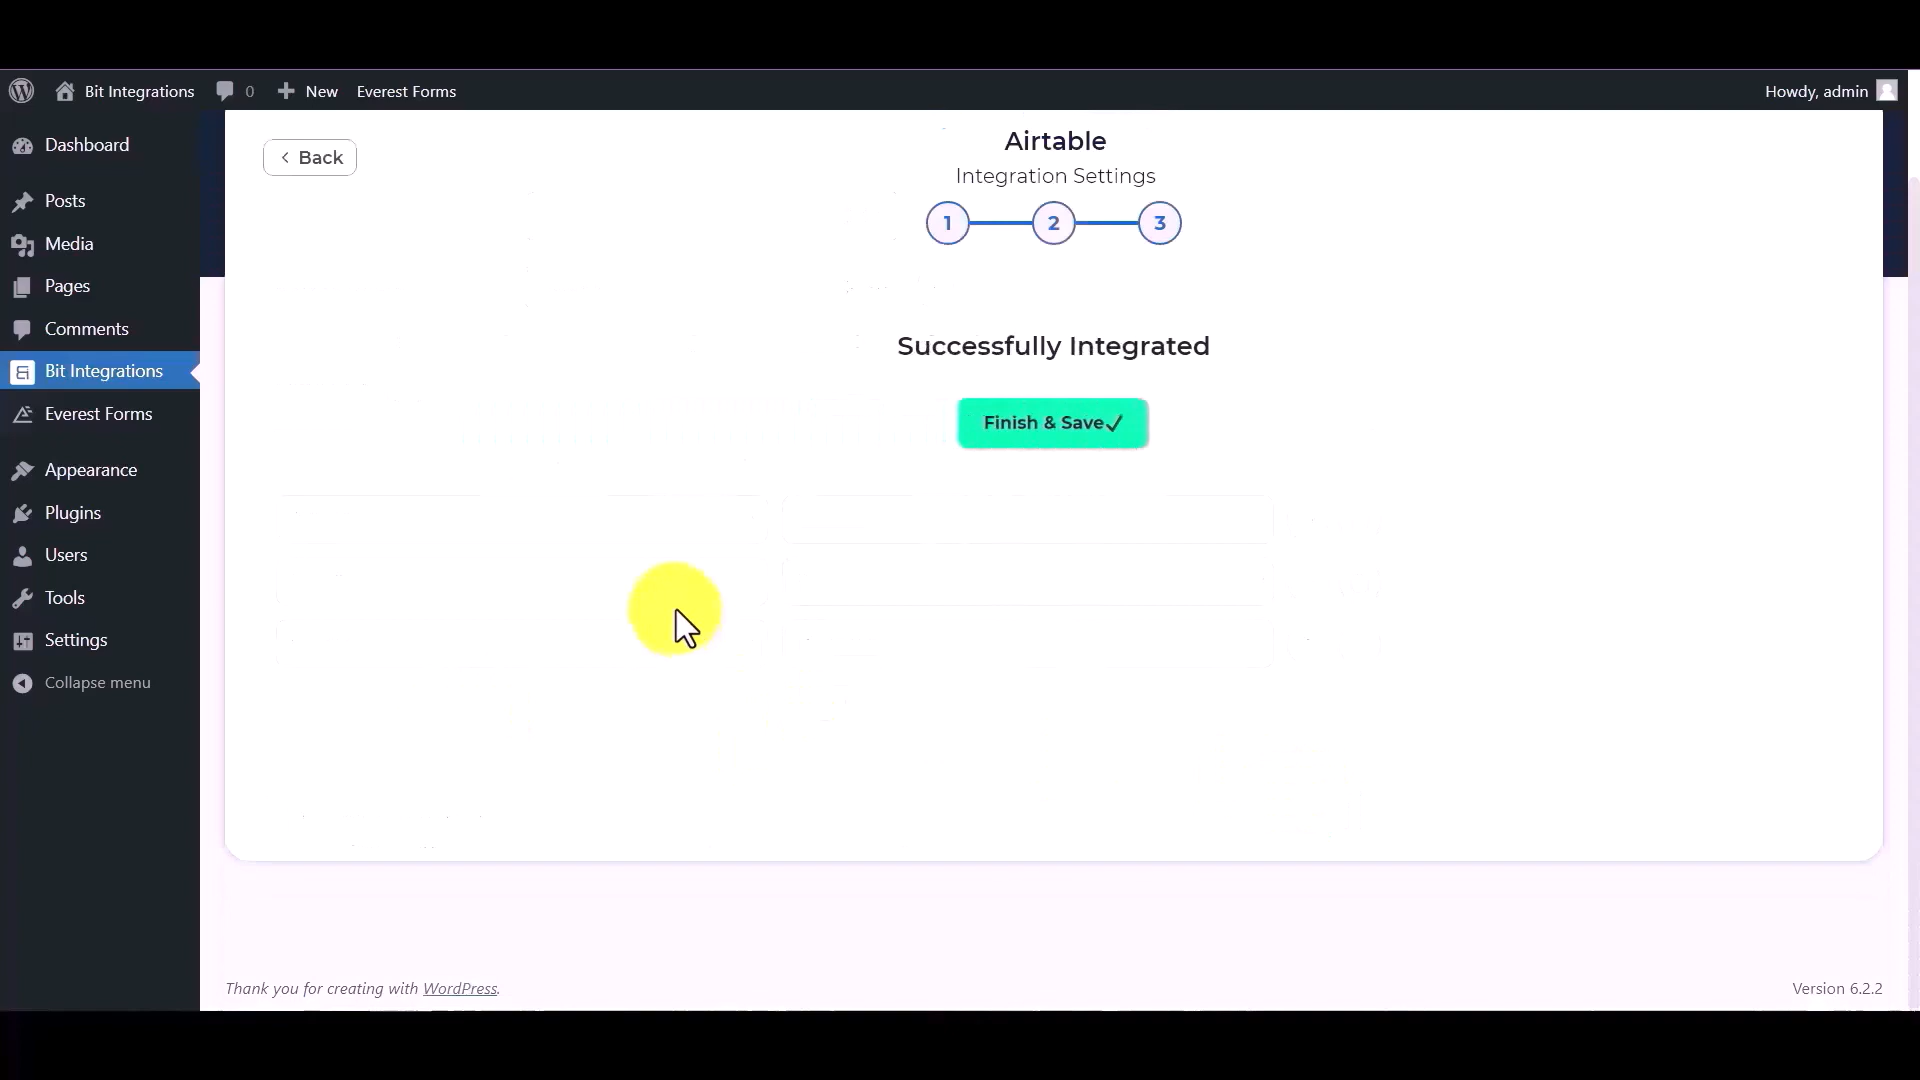 Bit Integrations 0 New Everest Forms Howdy, admin
Dashboard
Posts
Media
Pages
Comments
Bit Integrations
Everest Forms
Appearance
Plugins
Users
Tools
Settings
Collapse menu
Back
Airtable
Integration Settings
1 2 3
Successfully Integrated
Finish & Save✓
Thank you for creating with WordPress.
Version 6.2.2